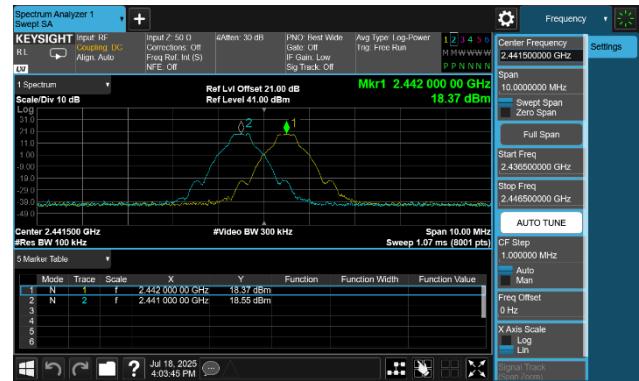 Spectrum Analyzer 1
Swept SA
+
Frequency
KEYSIGHT
RL
LXI
Input: RF
Coupling: DC
Align: Auto
Input Z: 50 Ω
Corrections: Off
Freq Ref: Int (S)
NFE: Off
#Atten: 30 dB
PNO: Best Wide
Gate: Off
IF Gain: Low
Sig Track: Off
Avg Type: Log-Power
Trig: Free Run
1 2 3 4 5 6
M M W W W W
P P N N N N
1 Spectrum
Scale/Div 10 dB
Ref Lvl Offset 21.00 dB
Ref Level 41.00 dBm
Mkr1 2.442 000 00 GHz
18.37 dBm
Log
31.0
21.0
11.0
1.00
-9.00
-19.0
-29.0
-39.0
-49.0
2
1
Center 2.441500 GHz
#Res BW 100 kHz
#Video BW 300 kHz
Span 10.00 MHz
Sweep 1.07 ms (8001 pts)
5 Marker Table
Mode Trace Scale X Y Function Function Width Function Value
1 N 1 f 2.442 000 00 GHz 18.37 dBm
2 N 2 f 2.441 000 00 GHz 18.55 dBm
3
4
5
6
?
Jul 18, 2025
4:03:45 PM
Center Frequency
2.441500000 GHz
Span
10.0000000 MHz
Swept Span
Zero Span
Full Span
Start Freq
2.436500000 GHz
Stop Freq
2.446500000 GHz
AUTO TUNE
CF Step
1.000000 MHz
Auto
Man
Freq Offset
0 Hz
X Axis Scale
Log
Lin
Signal Track
(Span Zoom)
Settings